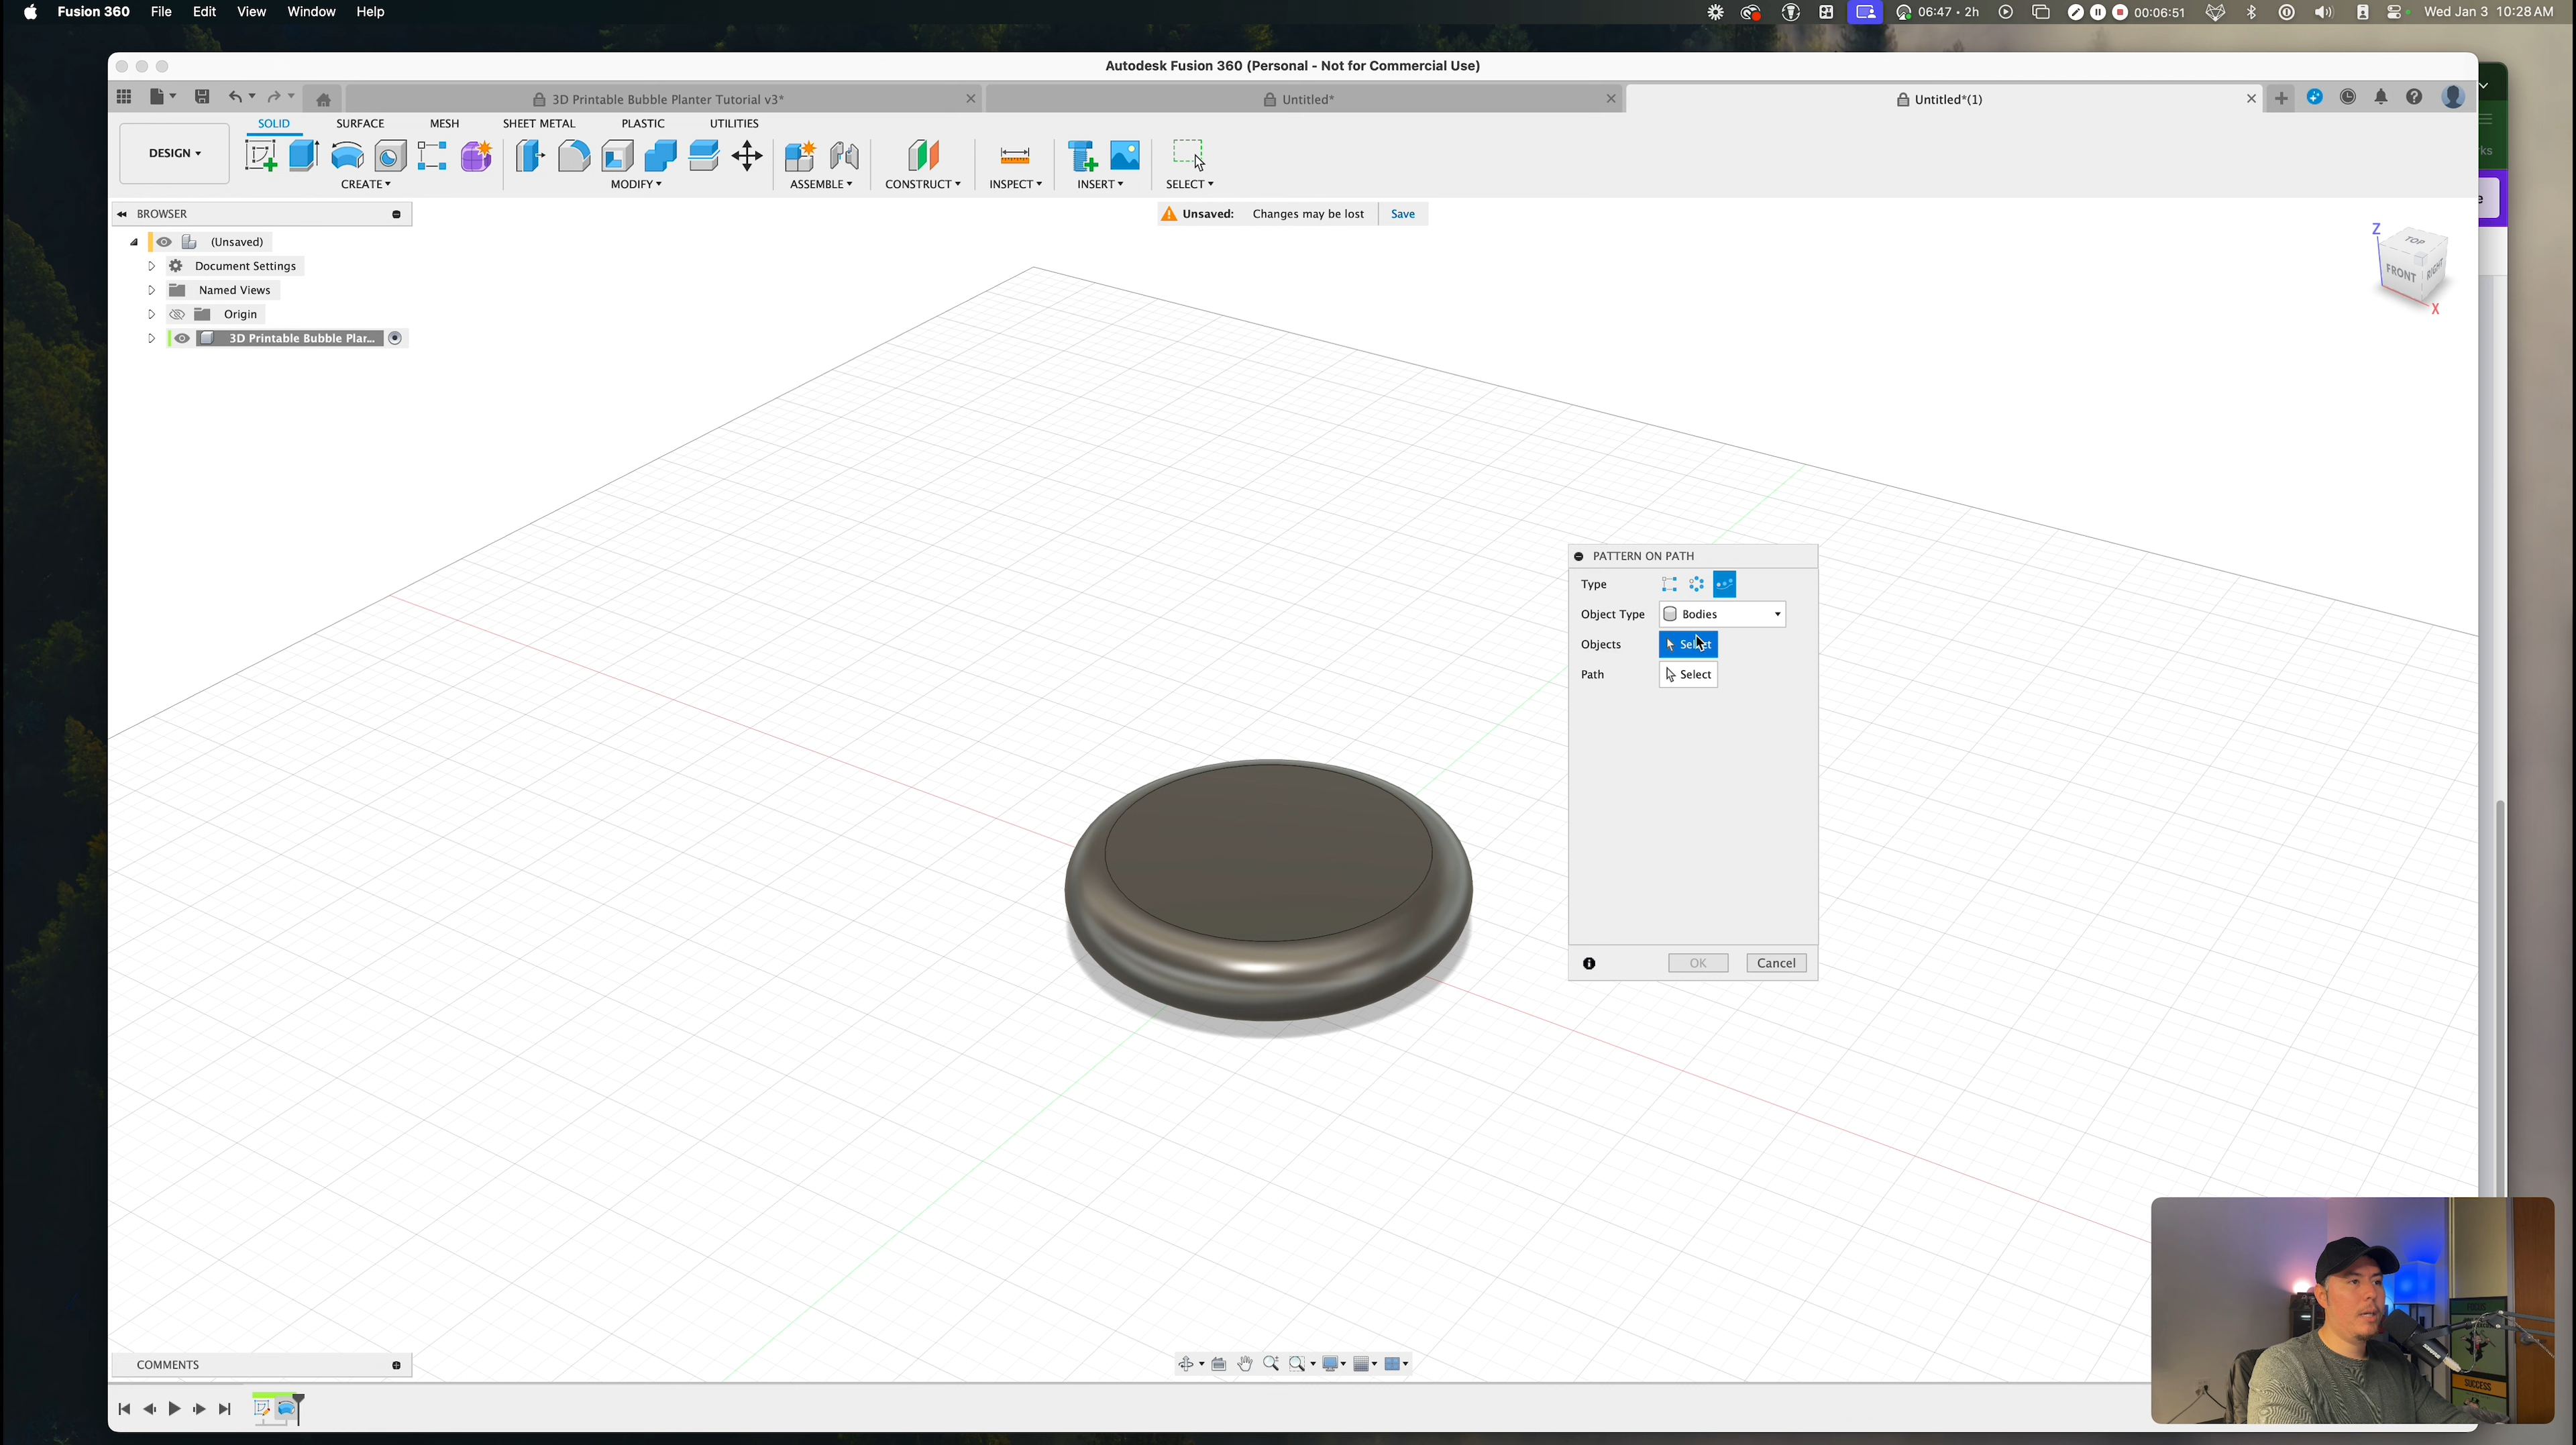 Fusion 360 File Edit View Window Help
06:47 • 2h 00:06:51 Wed Jan 3 10:28 AM
Autodesk Fusion 360 (Personal - Not for Commercial Use)
3D Printable Bubble Planter Tutorial v3* Untitled* Untitled*(1)
SOLID SURFACE MESH SHEET METAL PLASTIC UTILITIES
DESIGN
CREATE MODIFY ASSEMBLE CONSTRUCT INSPECT INSERT SELECT
BROWSER
Unsaved: Changes may be lost Save
(Unsaved)
Document Settings
Named Views
Origin
3D Printable Bubble Plar...
Z
TOP
FRONT RIGHT
X
PATTERN ON PATH
Type
Object Type Bodies
Objects Select
Path Select
OK Cancel
COMMENTS
SUCCESS